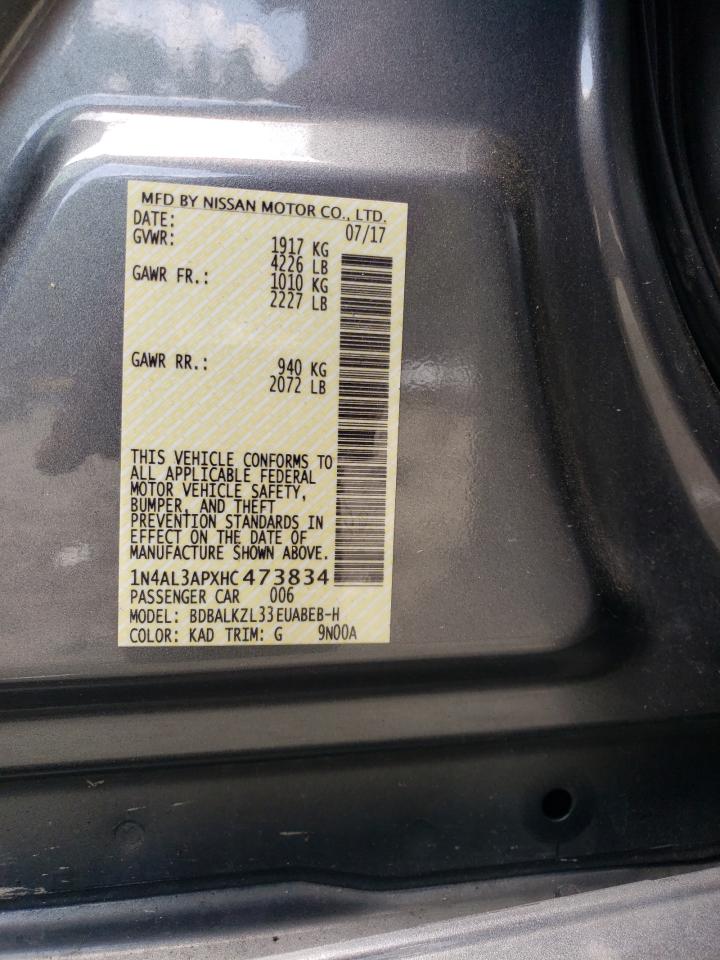 MFD BY NISSAN MOTOR CO., LTD.
DATE: 07/17
GVWR: 1917 KG
4226 LB
GAWR FR.: 1010 KG
2227 LB
GAWR RR.: 940 KG
2072 LB
THIS VEHICLE CONFORMS TO
ALL APPLICABLE FEDERAL
MOTOR VEHICLE SAFETY,
BUMPER, AND THEFT
PREVENTION STANDARDS IN
EFFECT ON THE DATE OF
MANUFACTURE SHOWN ABOVE.
1N4AL3APXHC473834
PASSENGER CAR 006
MODEL: BDBALKZL33EUABEB-H
COLOR: KAD TRIM: G 9N00A